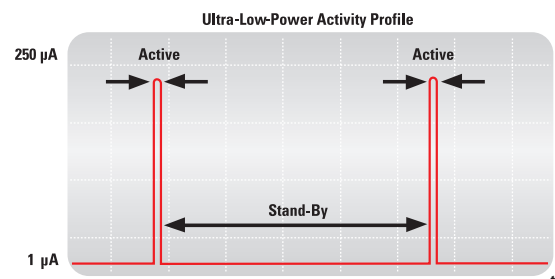 Ultra-Low-Power Activity Profile
250 µA
Active
Active
Stand-By
1 µA